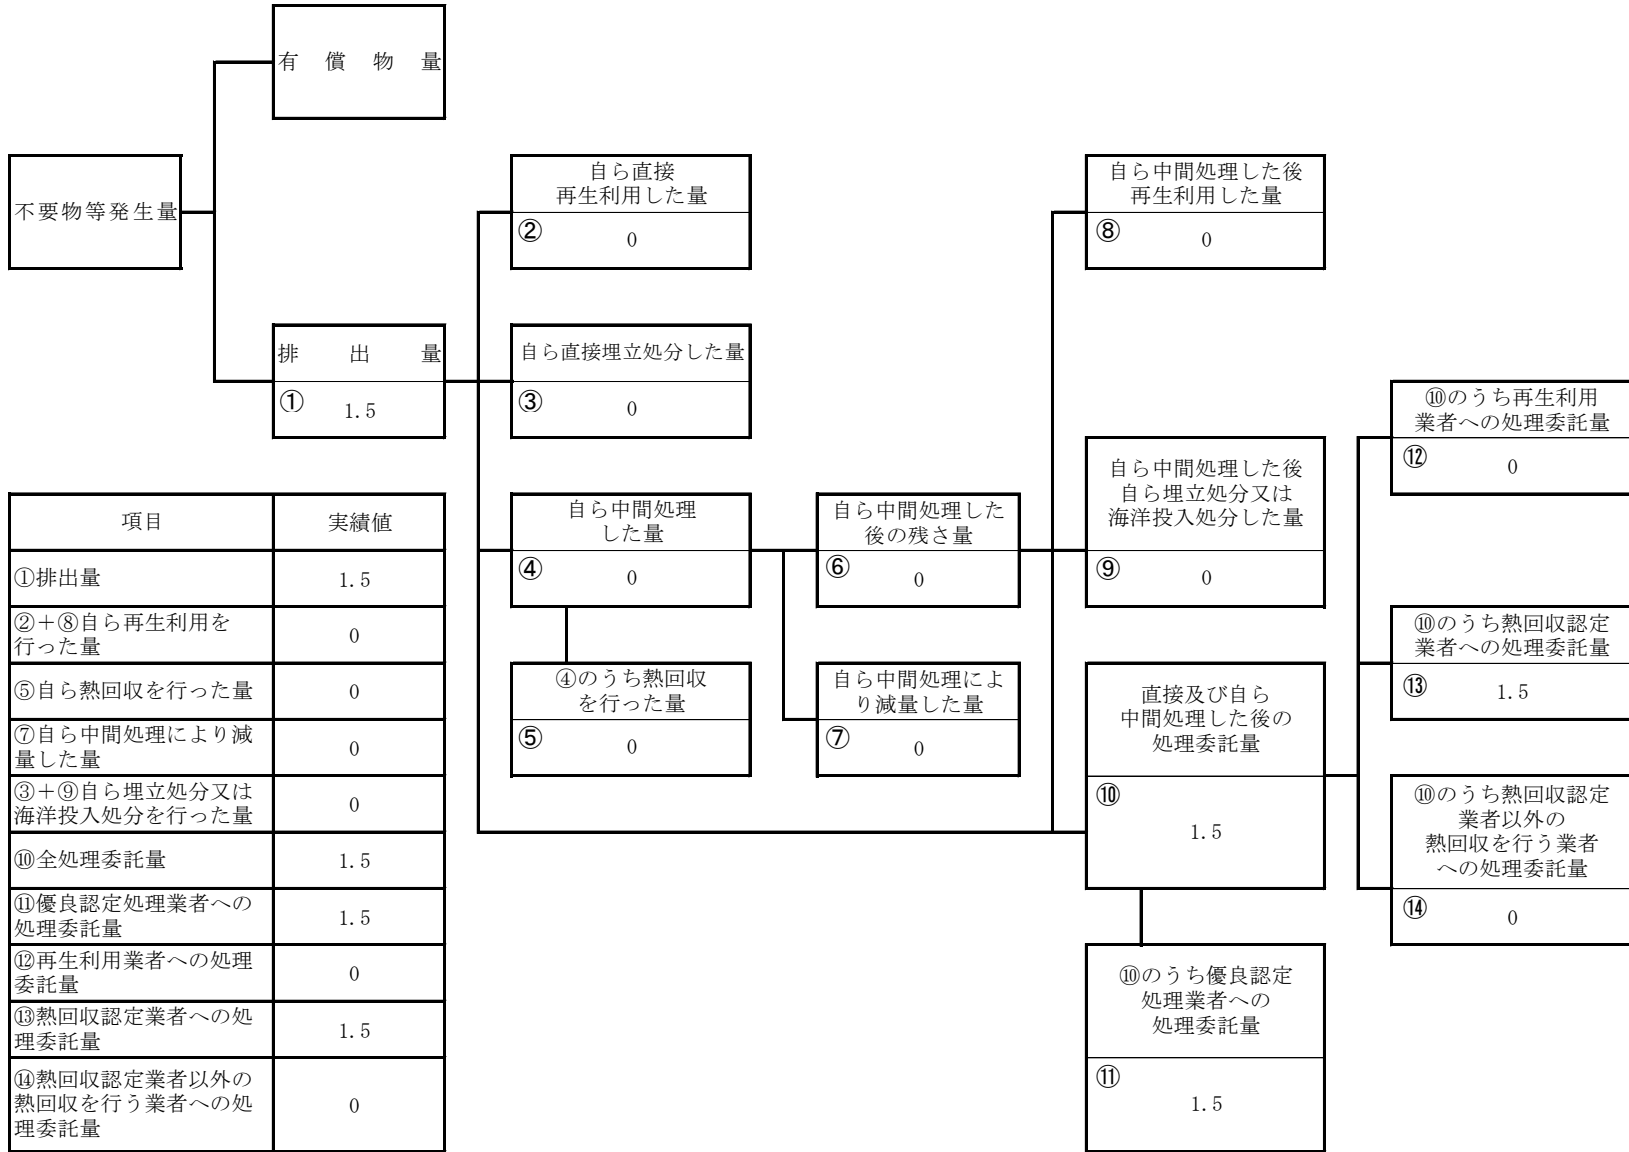 有償物量
不要物等発生量
排出量
① 1.5
自ら直接
再生利用した量
② 0
自ら直接埋立処分した量
③ 0
自ら中間処理
した量
④ 0
④のうち熱回収
を行った量
⑤ 0
自ら中間処理した
後の残さ量
⑥ 0
自ら中間処理によ
り減量した量
⑦ 0
自ら中間処理した後
再生利用した量
⑧ 0
自ら中間処理した後
自ら埋立処分又は
海洋投入処分した量
⑨ 0
直接及び自ら
中間処理した後の
処理委託量
⑩ 1.5
⑩のうち優良認定
処理業者への
処理委託量
⑪ 1.5
⑩のうち再生利用
業者への処理委託量
⑫ 0
⑩のうち熱回収認定
業者への処理委託量
⑬ 1.5
⑩のうち熱回収認定
業者以外の
熱回収を行う業者
への処理委託量
⑭ 0
項目 実績値
①排出量 1.5
②＋⑧自ら再生利用を
行った量 0
⑤自ら熱回収を行った量 0
⑦自ら中間処理により減
量した量 0
③＋⑨自ら埋立処分又は
海洋投入処分を行った量 0
⑩全処理委託量 1.5
⑪優良認定処理業者への
処理委託量 1.5
⑫再生利用業者への処理
委託量 0
⑬熱回収認定業者への処
理委託量 1.5
⑭熱回収認定業者以外の
熱回収を行う業者への処
理委託量 0